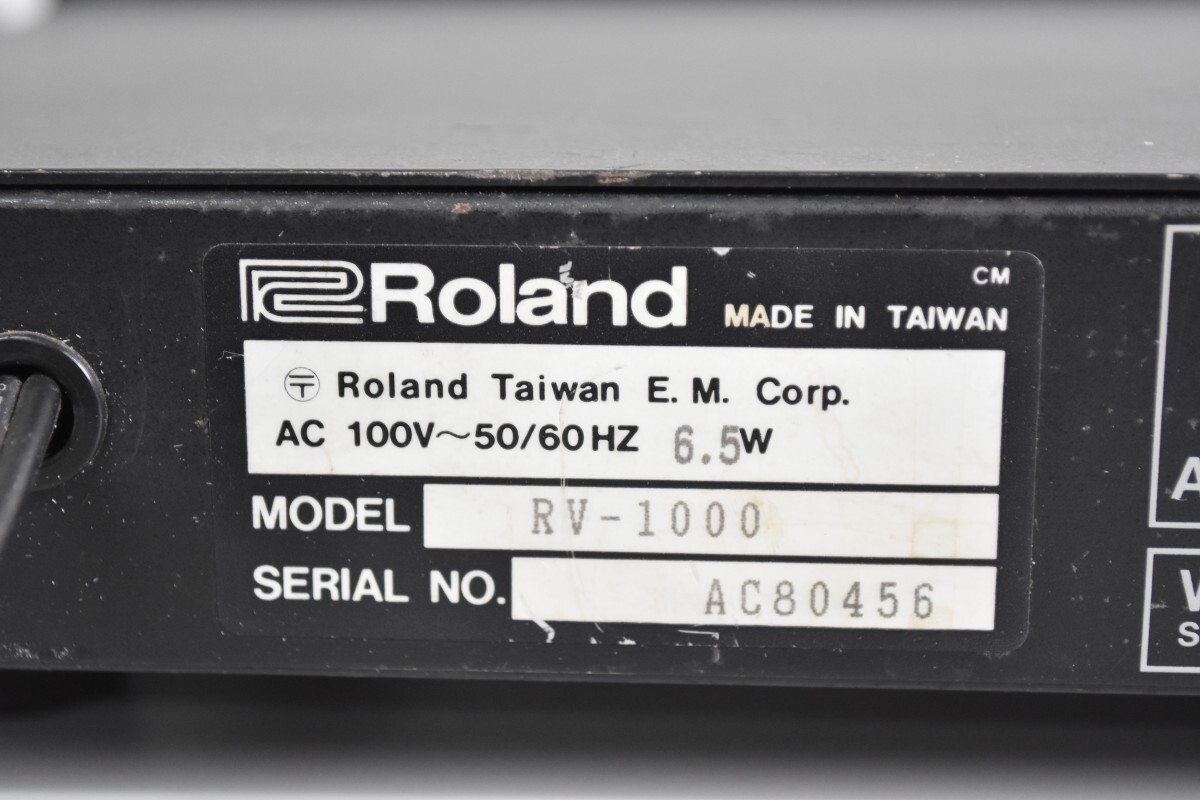 Roland
CM
MADE IN TAIWAN
〒 Roland Taiwan E. M. Corp.
AC 100V～50/60HZ 6.5W
MODEL RV-1000
SERIAL NO. AC80456